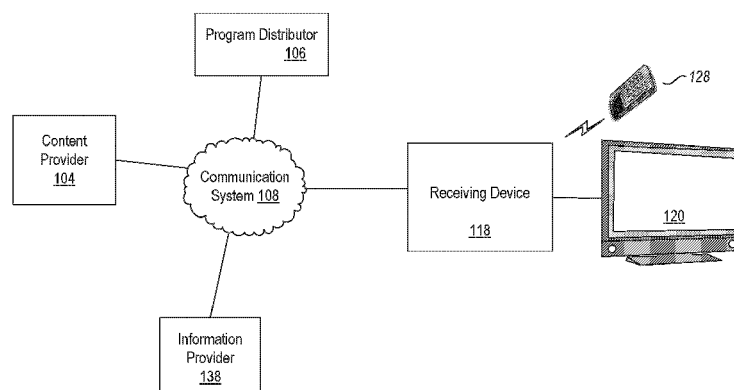 Program Distributor
106
128
Content
Provider
104
Communication
System 108
Receiving Device
118
120
Information
Provider
138